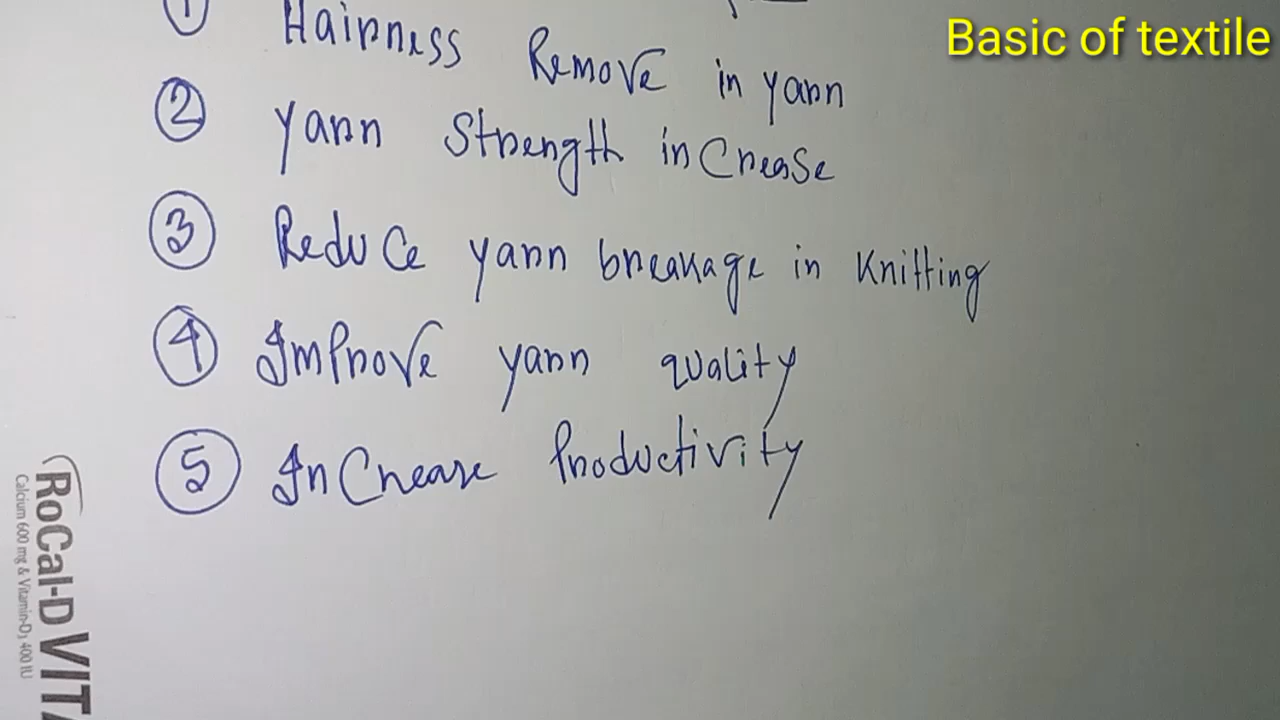 Basic of textile
① Hairness Remove in yarn
② Yarn Strength increase
③ Reduce yarn breakage in knitting
④ Improve yarn quality
⑤ Increase Productivity
RoCal-D VITA
Calcium 600 mg & Vitamin-D3 400 IU